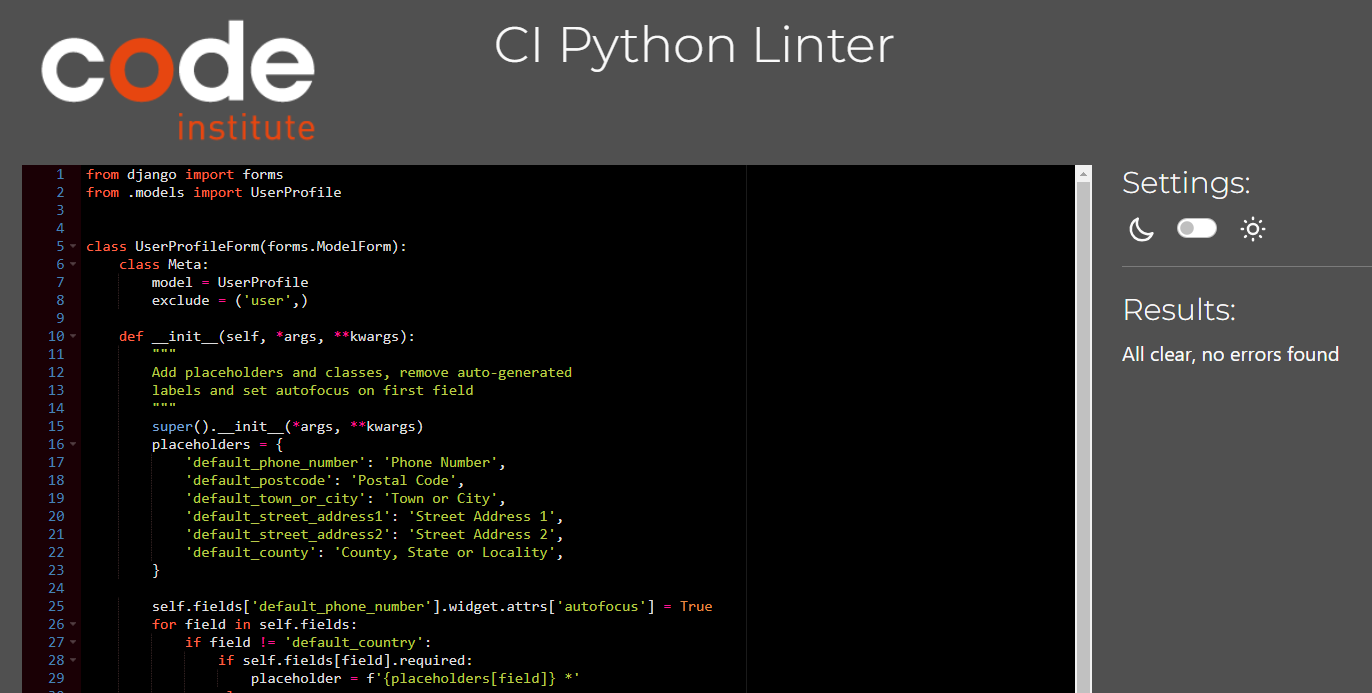 code
institute
CI Python Linter
1 from django import forms
2 from .models import UserProfile
3
4
5 class UserProfileForm(forms.ModelForm):
6     class Meta:
7         model = UserProfile
8         exclude = ('user',)
9
10     def __init__(self, *args, **kwargs):
11         """
12         Add placeholders and classes, remove auto-generated
13         labels and set autofocus on first field
14         """
15         super().__init__(*args, **kwargs)
16         placeholders = {
17             'default_phone_number': 'Phone Number',
18             'default_postcode': 'Postal Code',
19             'default_town_or_city': 'Town or City',
20             'default_street_address1': 'Street Address 1',
21             'default_street_address2': 'Street Address 2',
22             'default_county': 'County, State or Locality',
23         }
24
25         self.fields['default_phone_number'].widget.attrs['autofocus'] = True
26         for field in self.fields:
27             if field != 'default_country':
28                 if self.fields[field].required:
29                     placeholder = f'{placeholders[field]} *'
Settings:
Results:
All clear, no errors found